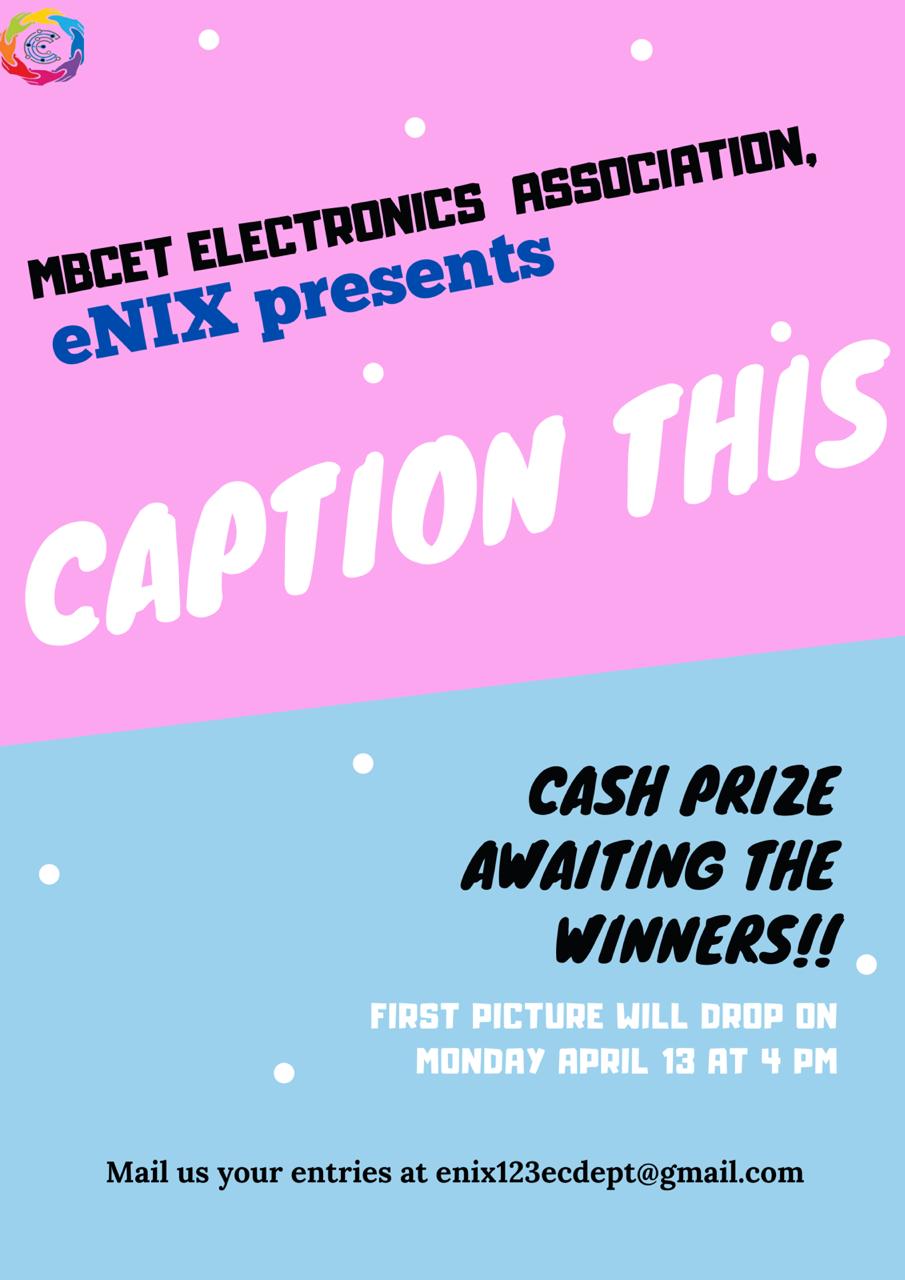 MBCET ELECTRONICS ASSOCIATION,
eNIX presents
CAPTION THIS
CASH PRIZE
AWAITING THE
WINNERS!!
FIRST PICTURE WILL DROP ON
MONDAY APRIL 13 AT 4 PM
Mail us your entries at enix123ecdept@gmail.com